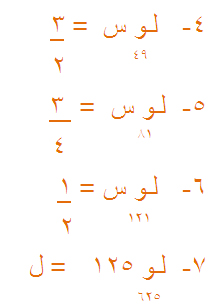 ٤- لو س = ٣
٤٩ ٢
٥- لو س = ٣
٨١ ٤
٦- لو س = ١
١٢١ ٢
٧- لو ١٢٥ = ل
٦٢٥